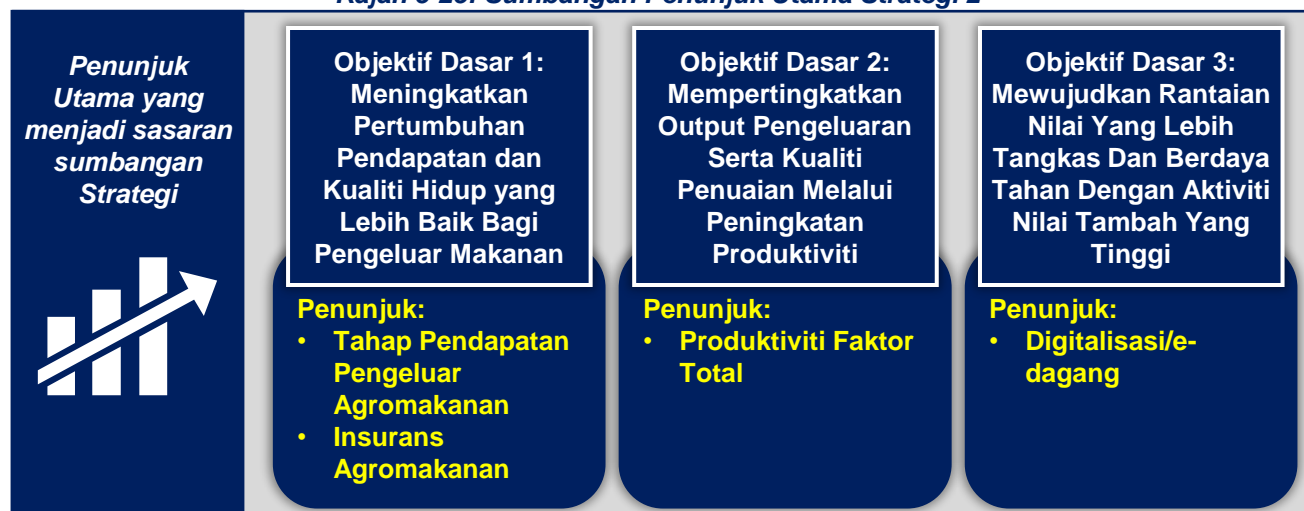 Penunjuk
Utama yang
menjadi sasaran
sumbangan
Strategi
Objektif Dasar 1:
Meningkatkan
Pertumbuhan
Pendapatan dan
Kualiti Hidup yang
Lebih Baik Bagi
Pengeluar Makanan
Penunjuk:
• Tahap Pendapatan
Pengeluar
Agromakanan
• Insurans
Agromakanan
Objektif Dasar 2:
Mempertingkatkan
Output Pengeluaran
Serta Kualiti
Penuaian Melalui
Peningkatan
Produktiviti
Penunjuk:
• Produktiviti Faktor
Total
Objektif Dasar 3:
Mewujudkan Rantaian
Nilai Yang Lebih
Tangkas Dan Berdaya
Tahan Dengan Aktiviti
Nilai Tambah Yang
Tinggi
Penunjuk:
• Digitalisasi/e-
dagang